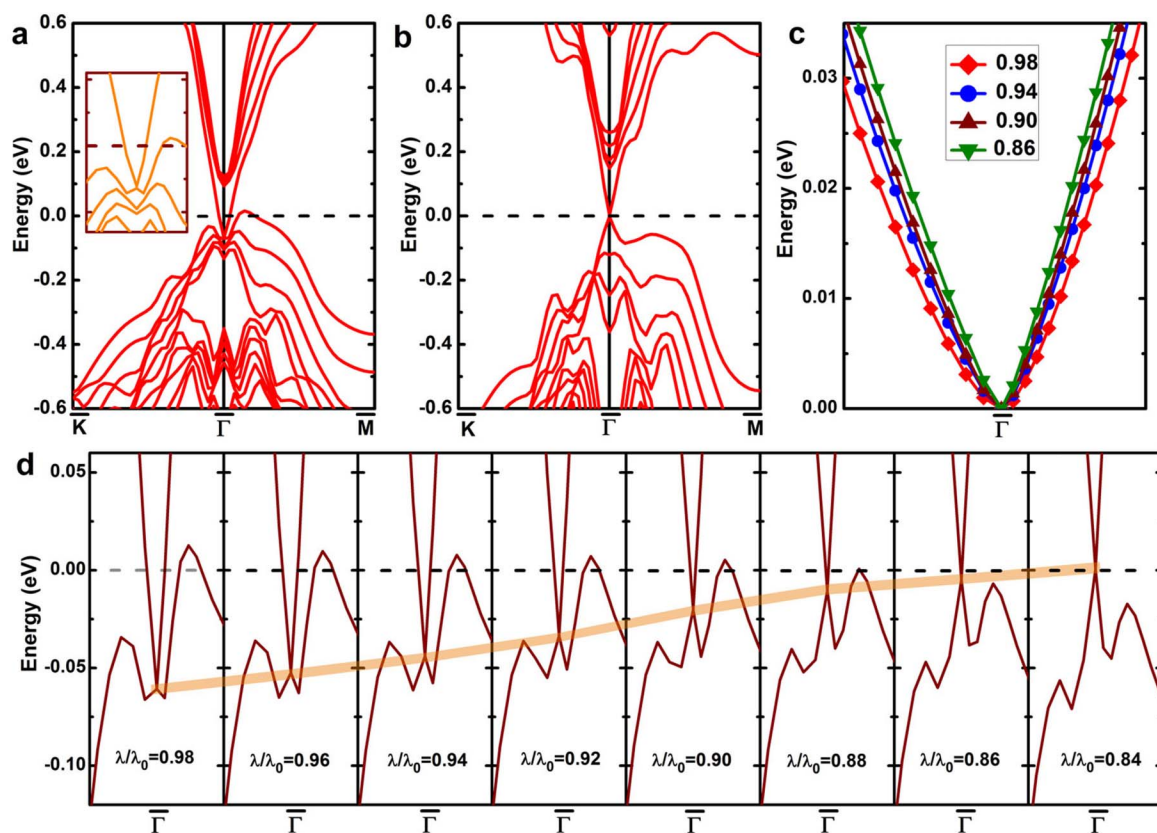 a
b
c
Energy (eV)
0.6
0.4
0.2
0.0
-0.2
-0.4
-0.6
K̅
Γ̅
M̅
Energy (eV)
0.6
0.4
0.2
0.0
-0.2
-0.4
-0.6
K̅
Γ̅
M̅
Energy (eV)
0.03
0.02
0.01
0.00
0.98
0.94
0.90
0.86
Γ̅
d
Energy (eV)
0.05
0.00
-0.05
-0.10
λ/λ₀=0.98
λ/λ₀=0.96
λ/λ₀=0.94
λ/λ₀=0.92
λ/λ₀=0.90
λ/λ₀=0.88
λ/λ₀=0.86
λ/λ₀=0.84
Γ̅
Γ̅
Γ̅
Γ̅
Γ̅
Γ̅
Γ̅
Γ̅